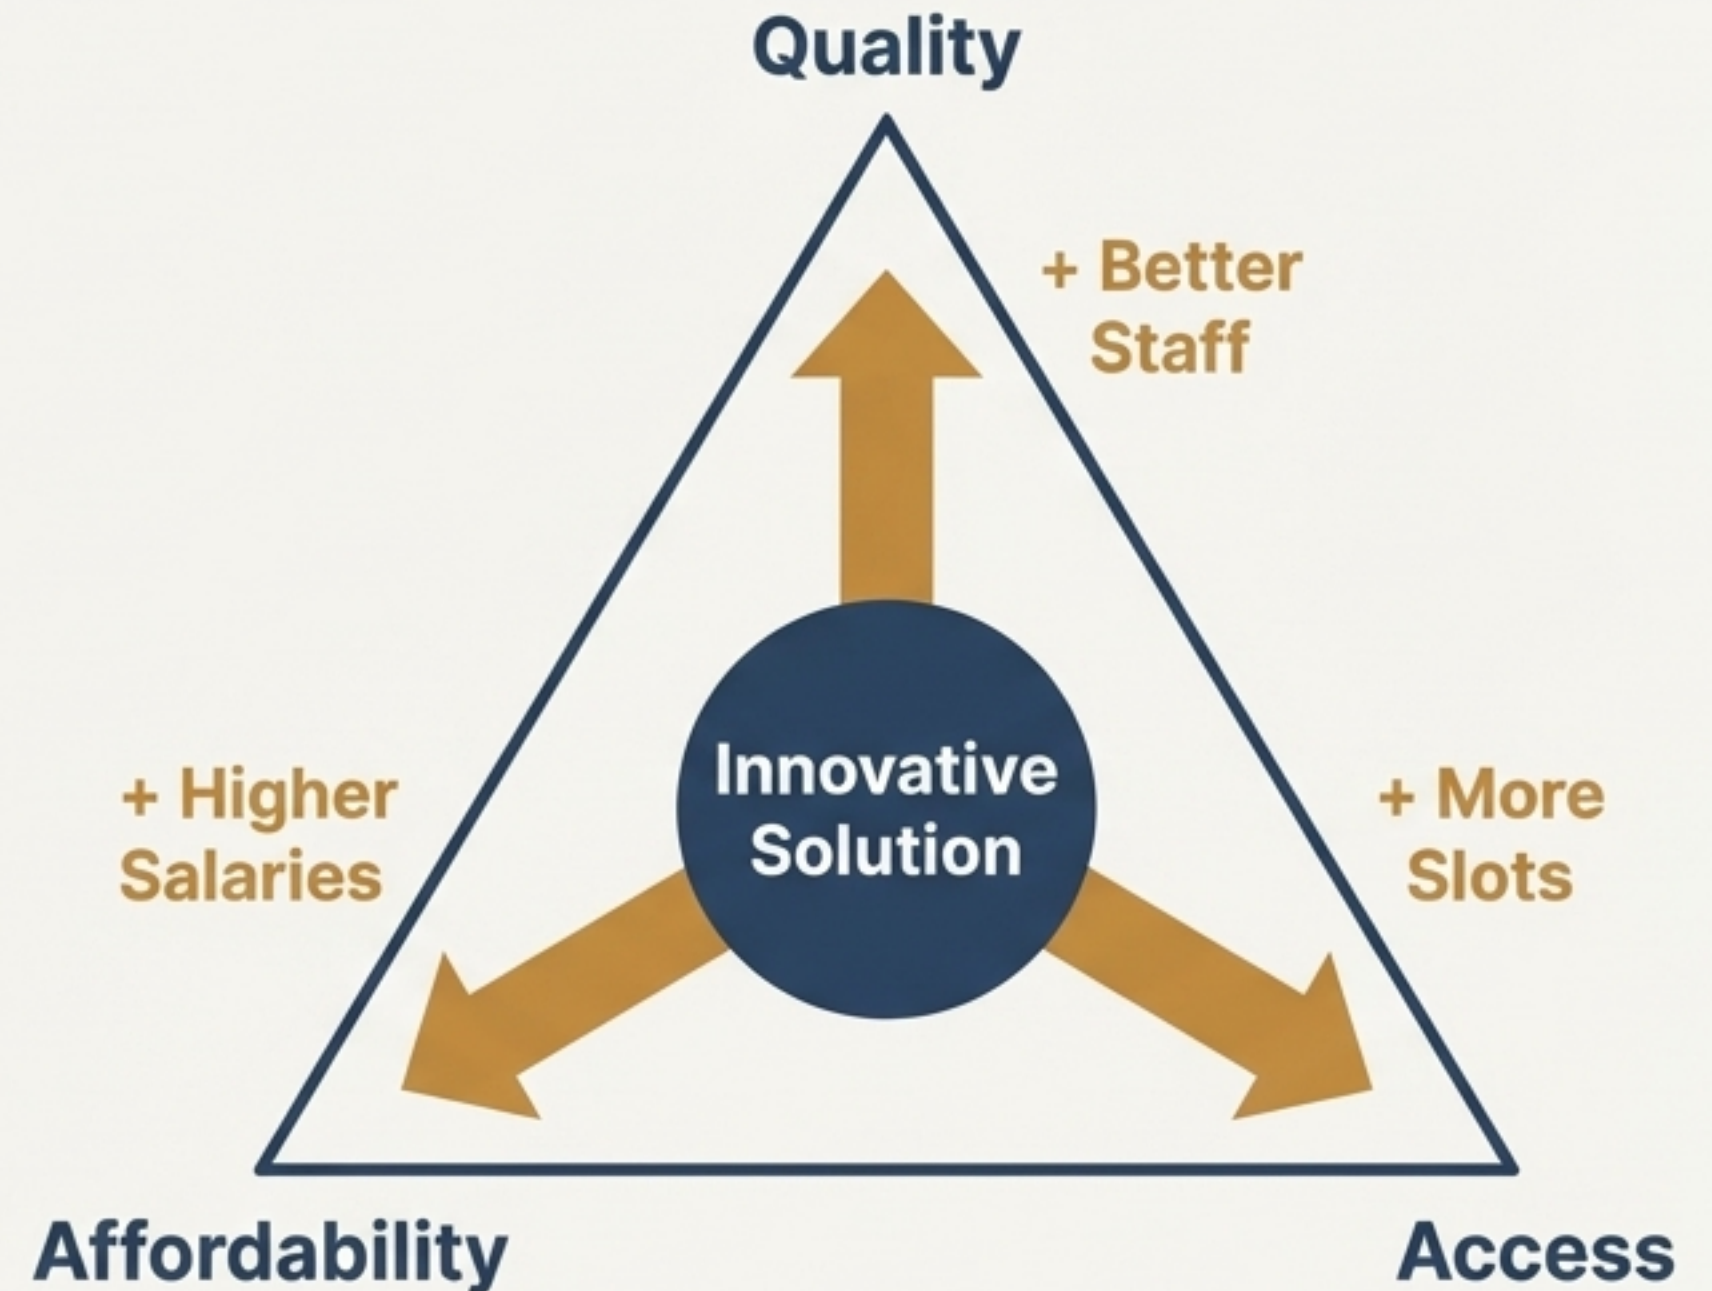 Quality
+ Better
Staff
Innovative
Solution
+ Higher
Salaries
+ More
Slots
Affordability
Access